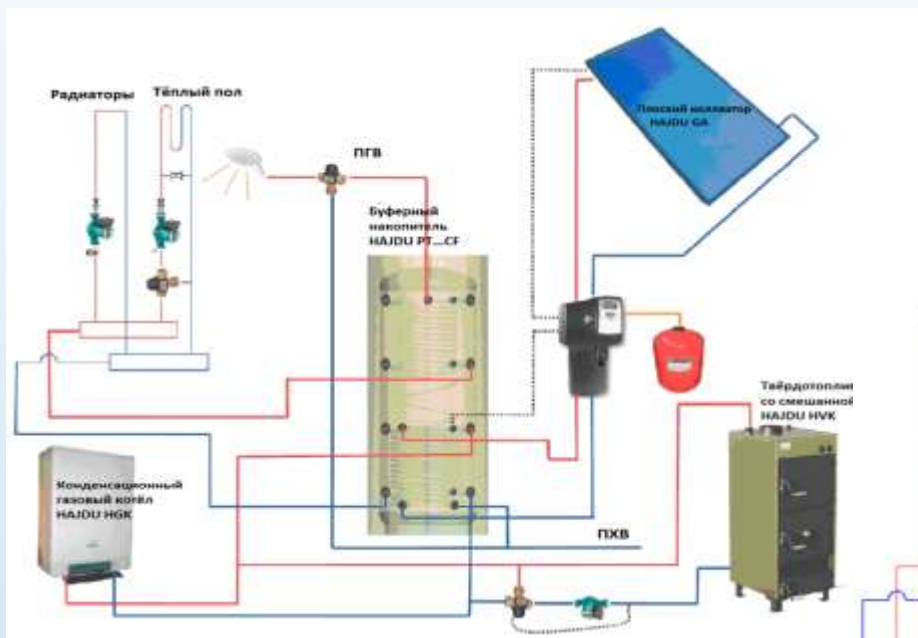 Радиаторы
Тёплый пол
ПГВ
Плоский коллектор
HAJDU GA
Буферный
накопитель
HAJDU PT...CF
Твёрдотоплив
со смешанной
HAJDU HVK
Конденсационный
газовый котёл
HAJDU HGK
ПХВ